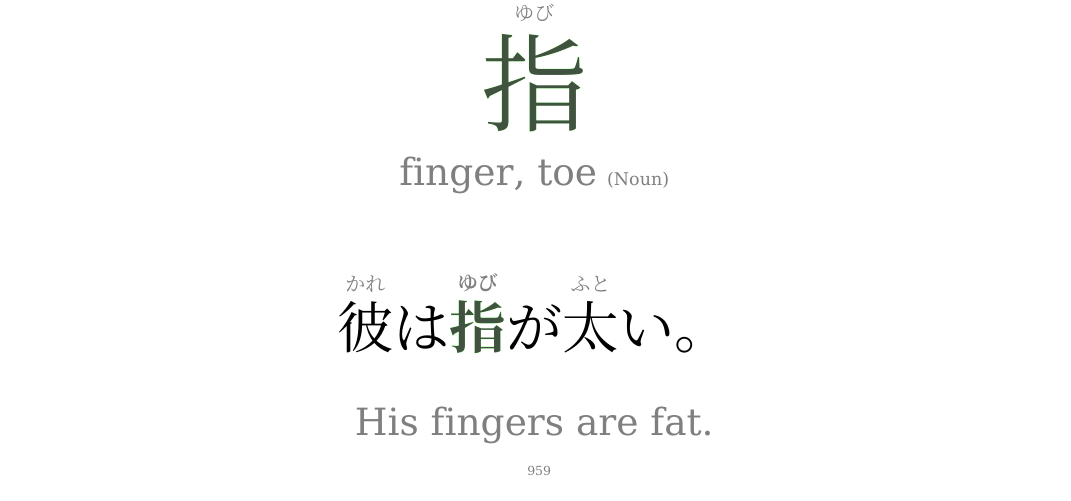 ゆび
指
finger, toe (Noun)
かれ ゆび ふと
彼は指が太い。
His fingers are fat.
959